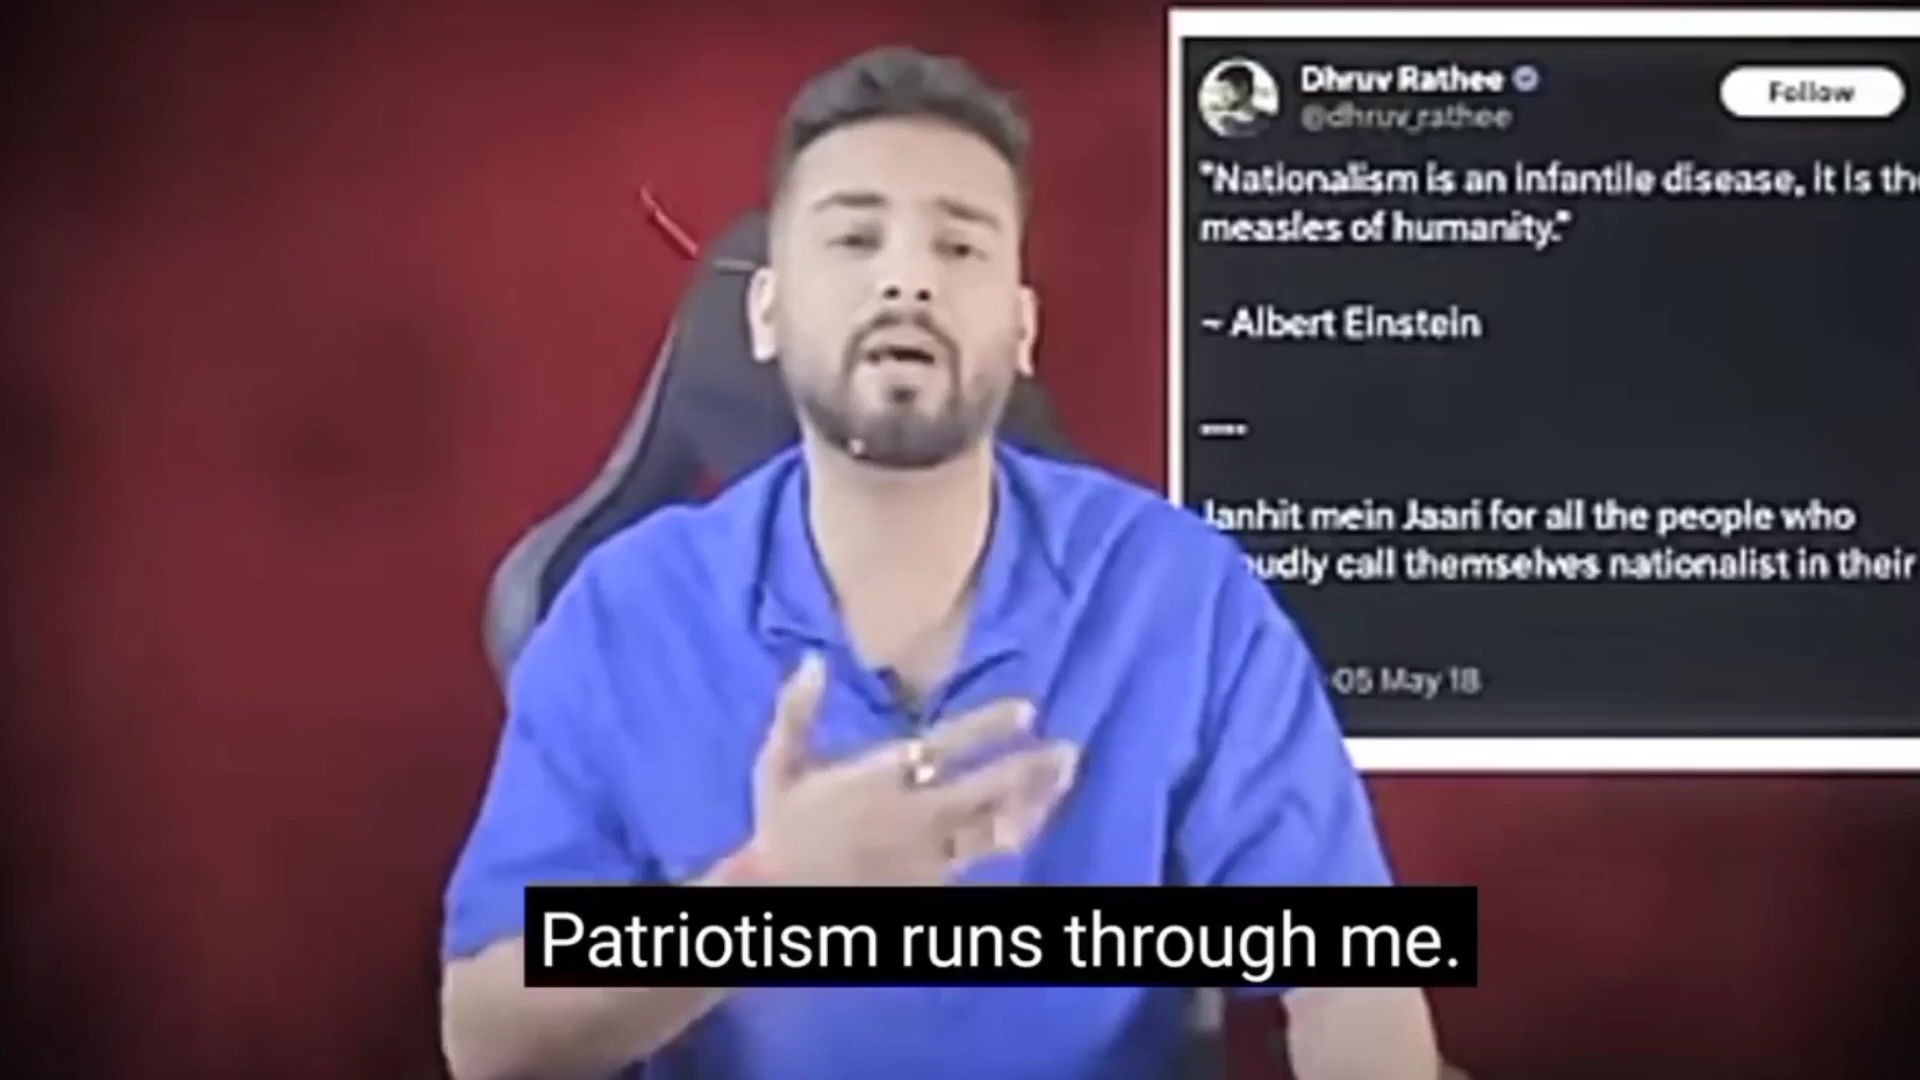 Dhruv Rathee
@dhruv_rathee
Follow
"Nationalism is an infantile disease, it is the
measles of humanity."
~ Albert Einstein
----
Janhit mein Jaari for all the people who
oudly call themselves nationalist in their
05 May 18
Patriotism runs through me.